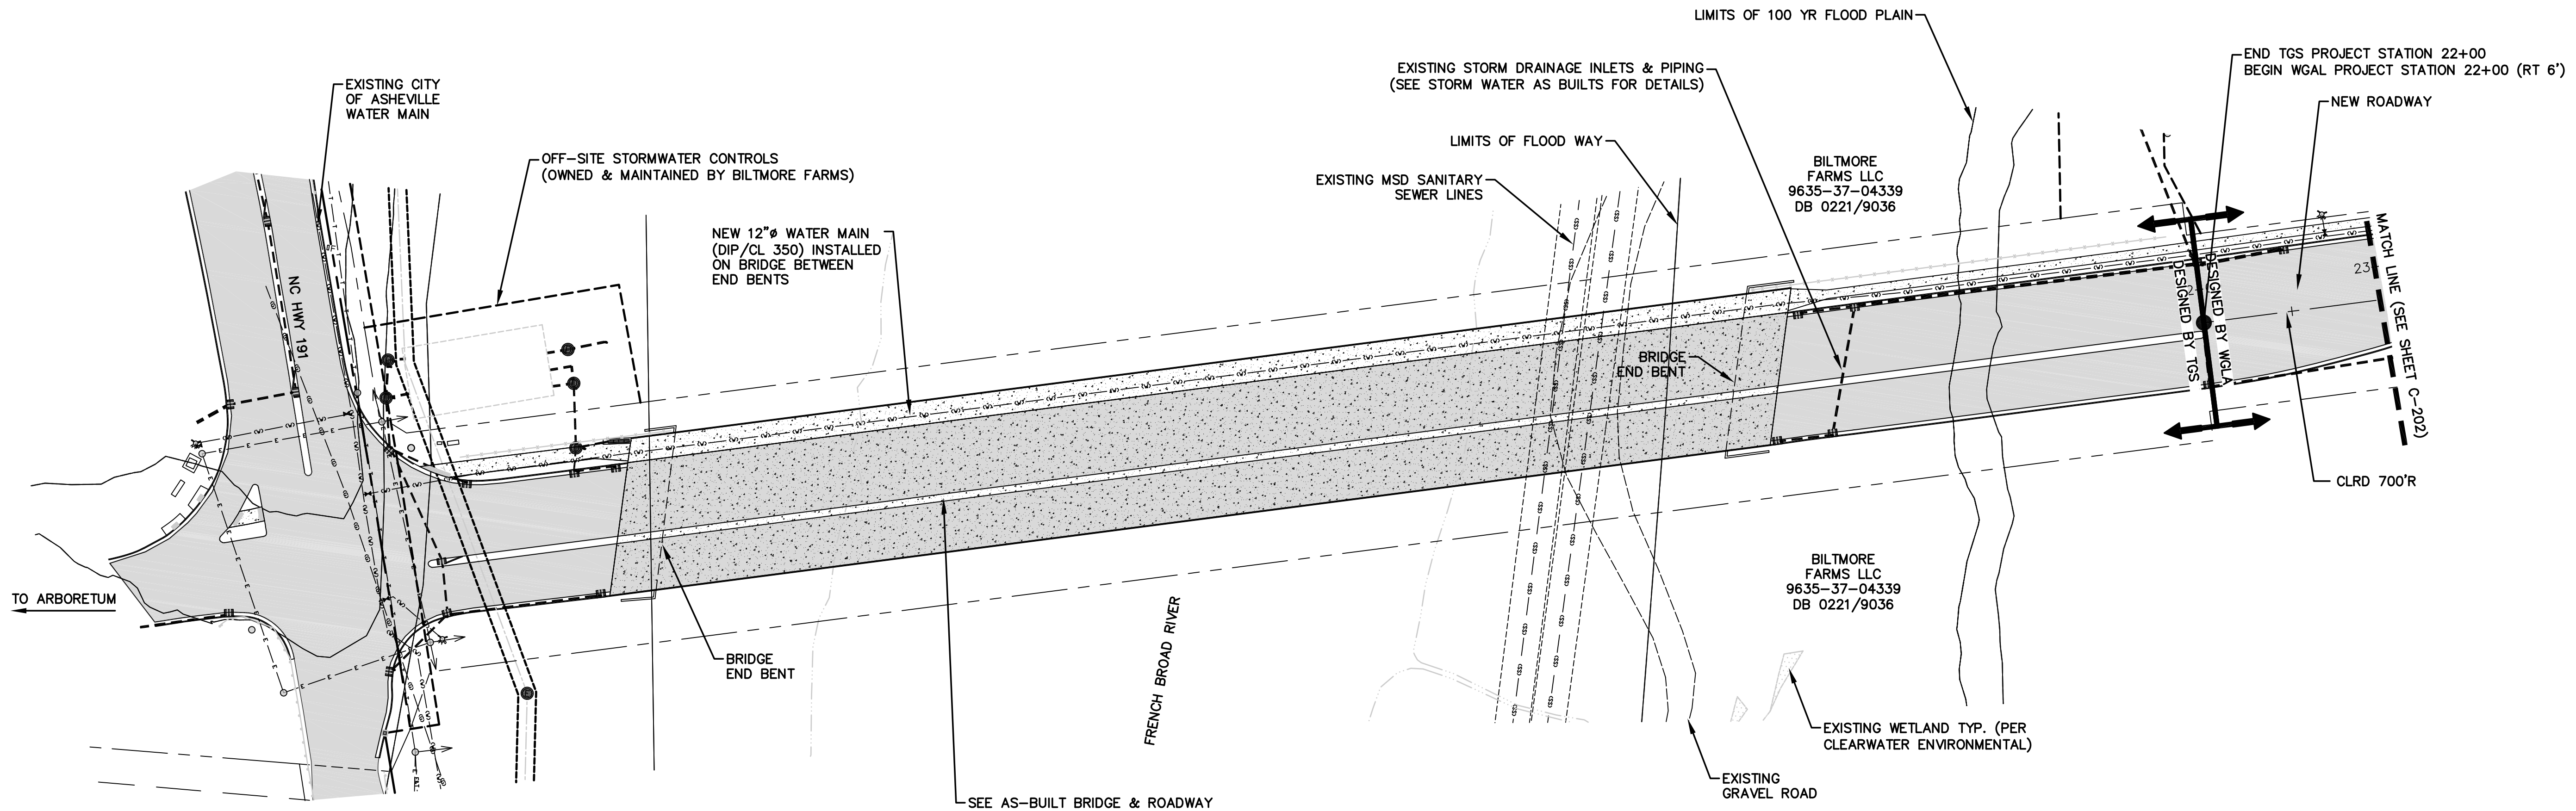 LIMITS OF 100 YR FLOOD PLAIN
END TGS PROJECT STATION 22+00
BEGIN WGAL PROJECT STATION 22+00 (RT 6')
EXISTING STORM DRAINAGE INLETS & PIPING
(SEE STORM WATER AS BUILTS FOR DETAILS)
NEW ROADWAY
EXISTING CITY
OF ASHEVILLE
WATER MAIN
LIMITS OF FLOOD WAY
OFF-SITE STORMWATER CONTROLS
(OWNED & MAINTAINED BY BILTMORE FARMS)
BILTMORE
FARMS LLC
9635-37-04339
DB 0221/9036
EXISTING MSD SANITARY
SEWER LINES
NEW 12"ø WATER MAIN
(DIP/CL 350) INSTALLED
ON BRIDGE BETWEEN
END BENTS
MATCH LINE (SEE SHEET C-202)
23
DESIGNED BY WGLA
DESIGNED BY TGS
NC HWY 191
BRIDGE
END BENT
CLRD 700'R
BILTMORE
FARMS LLC
9635-37-04339
DB 0221/9036
TO ARBORETUM
BRIDGE
END BENT
FRENCH BROAD RIVER
EXISTING WETLAND TYP. (PER
CLEARWATER ENVIRONMENTAL)
EXISTING
GRAVEL ROAD
SEE AS-BUILT BRIDGE & ROADWAY